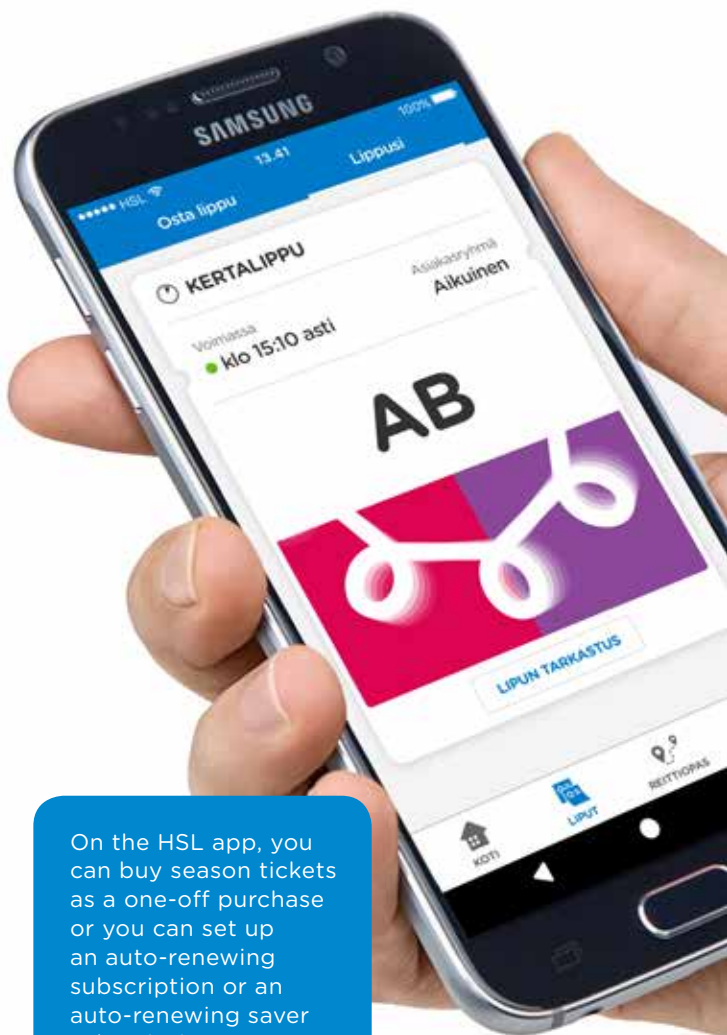 SAMSUNG
HSL 13.41 100%
Osta lippu Lippusi
KERTALIPPU
Voimassa Asiakasryhmä
klo 15:10 asti Aikuinen
AB
LIPUN TARKASTUS
KOTI LIPUT REITTIOPAS
On the HSL app, you
can buy season tickets
as a one-off purchase
or you can set up
an auto-renewing
subscription or an
auto-renewing saver